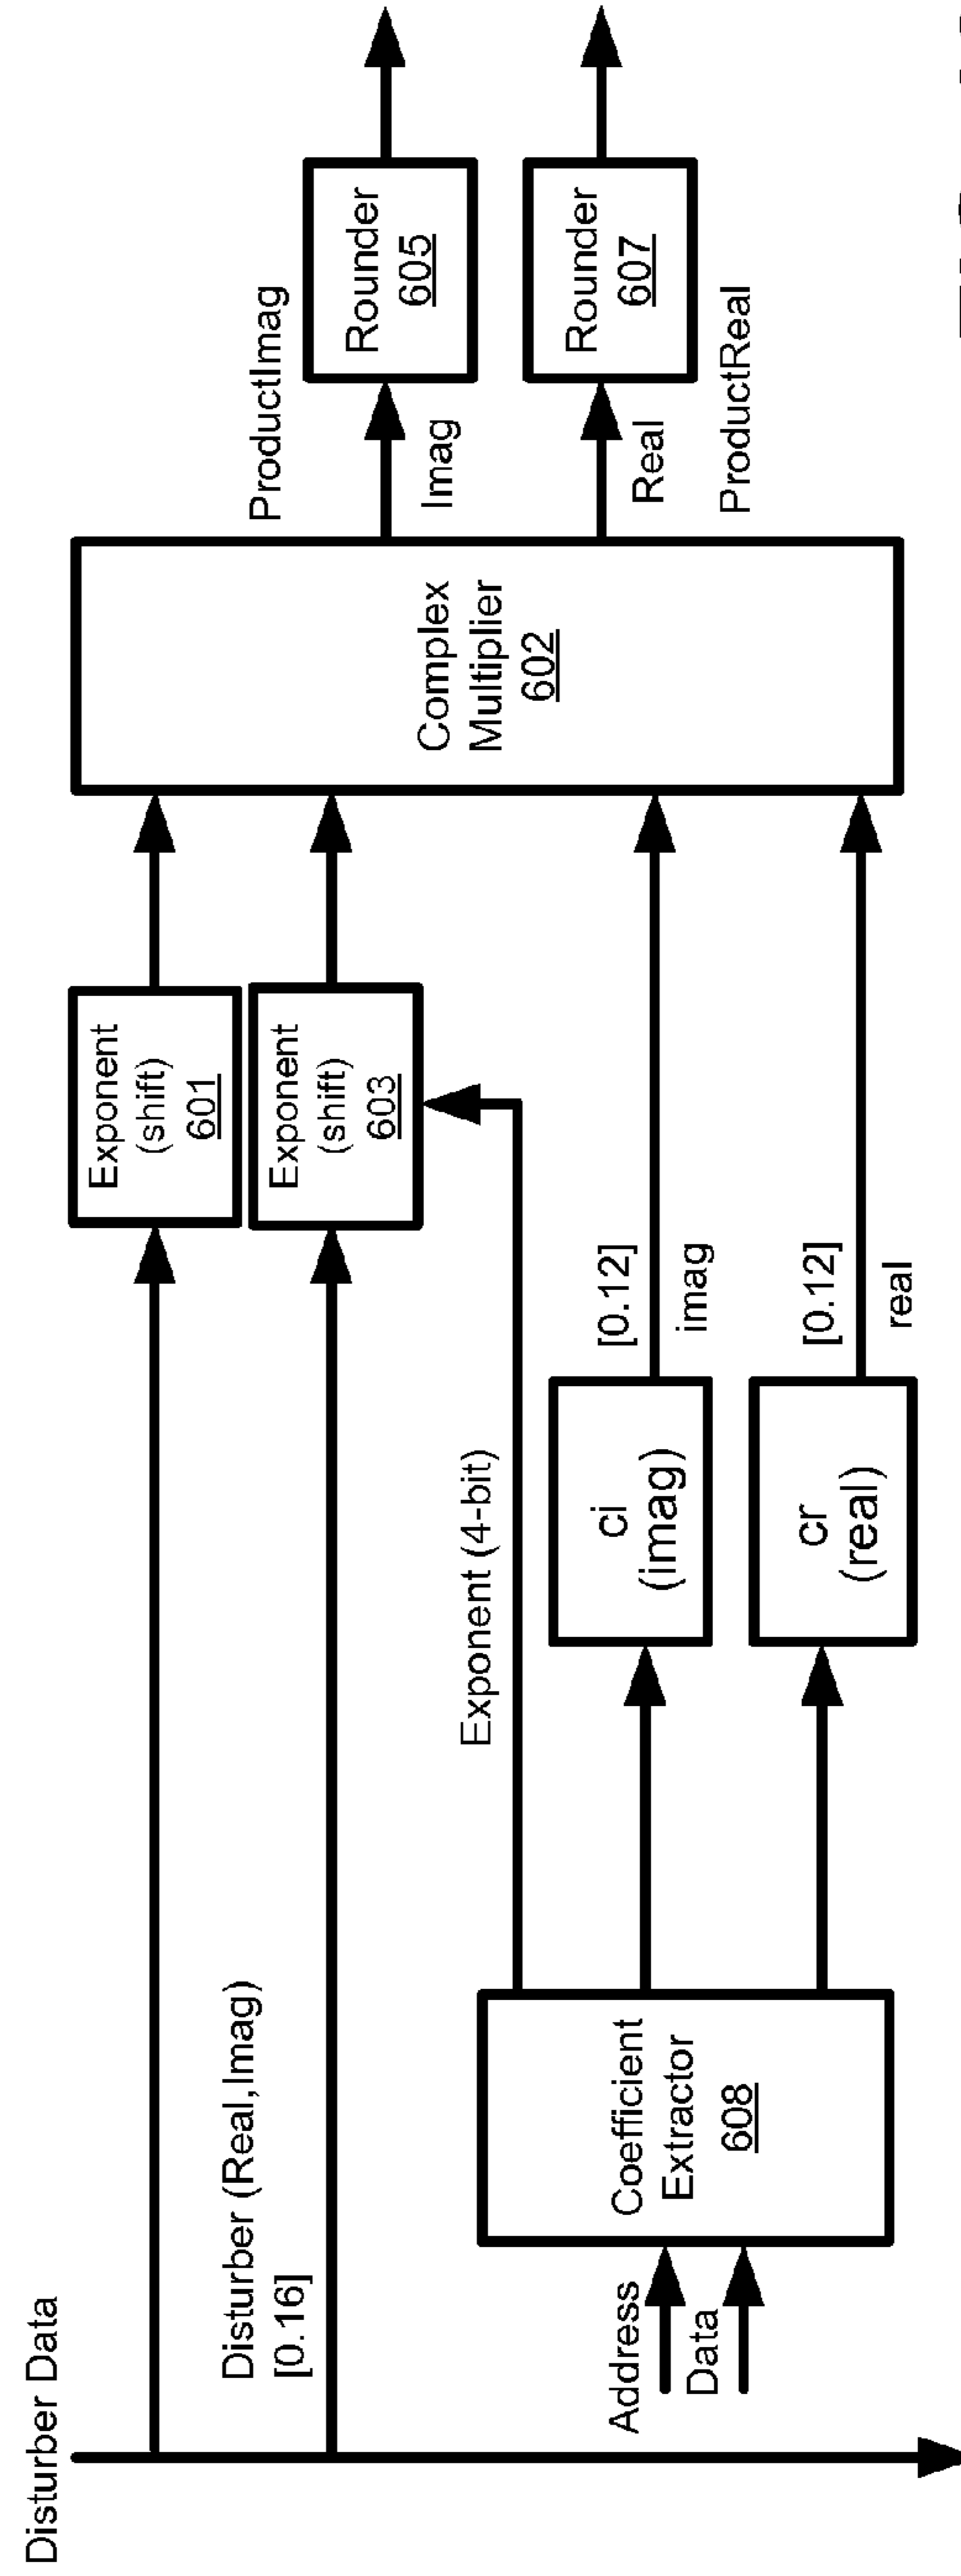 Disturber Data
Disturber (Real,Imag)
[0.16]
Address
Data
Coefficient
Extractor
608
Exponent (4-bit)
ci
(imag)
cr
(real)
[0.12]
imag
[0.12]
real
Exponent
(shift)
601
Exponent
(shift)
603
Complex
Multiplier
602
ProductImag
Imag
Real
ProductReal
Rounder
605
Rounder
607